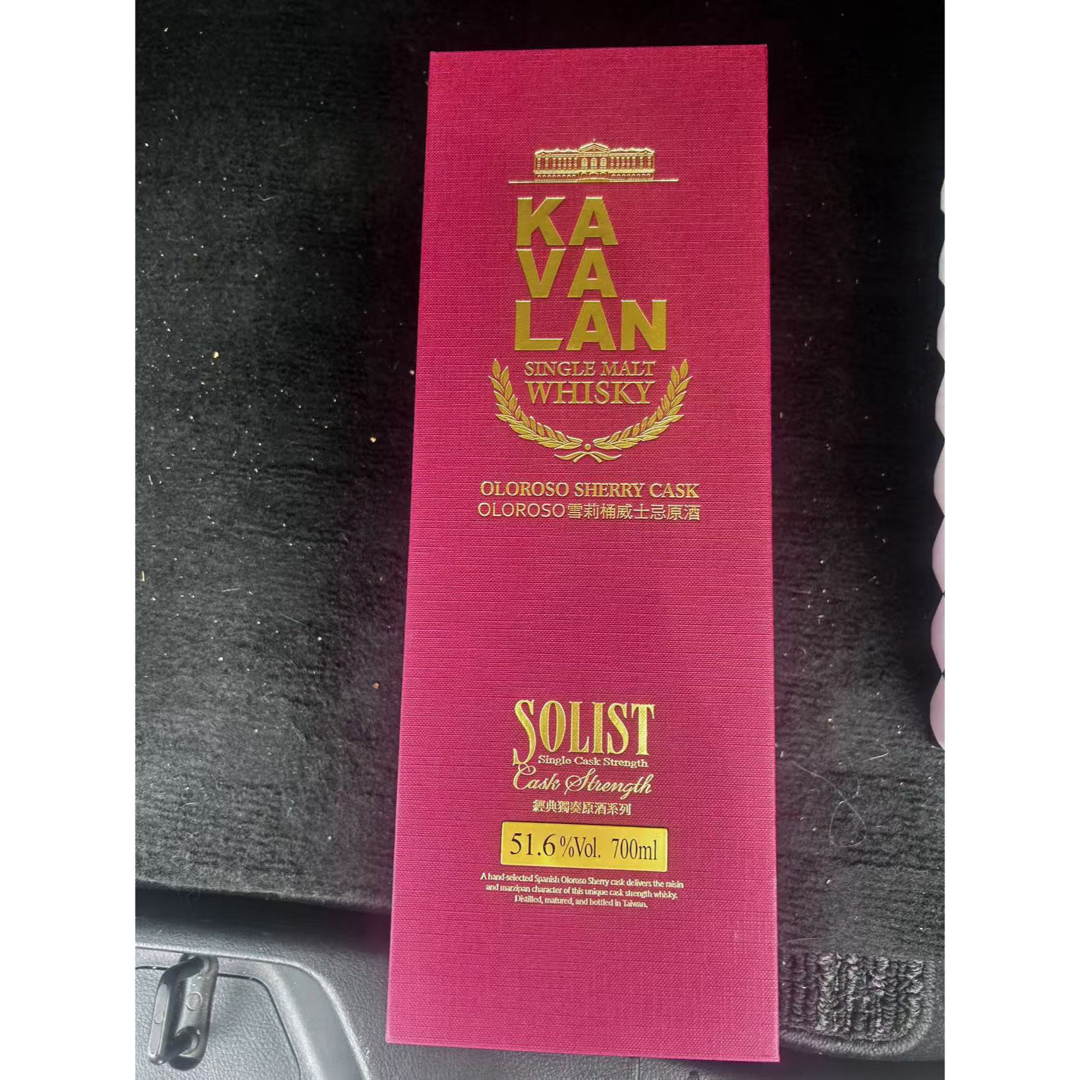 KA
VA
LAN
SINGLE MALT
WHISKY
OLOROSO SHERRY CASK
OLOROSO雪莉桶威士忌原酒
SOLIST
Single Cask Strength
Cask Strength
經典獨奏原酒系列
51.6%Vol. 700ml
A hand-selected Spanish Oloroso Sherry cask delivers the raisin
and marzipan character of this unique cask strength whisky.
Distilled, matured, and bottled in Taiwan.